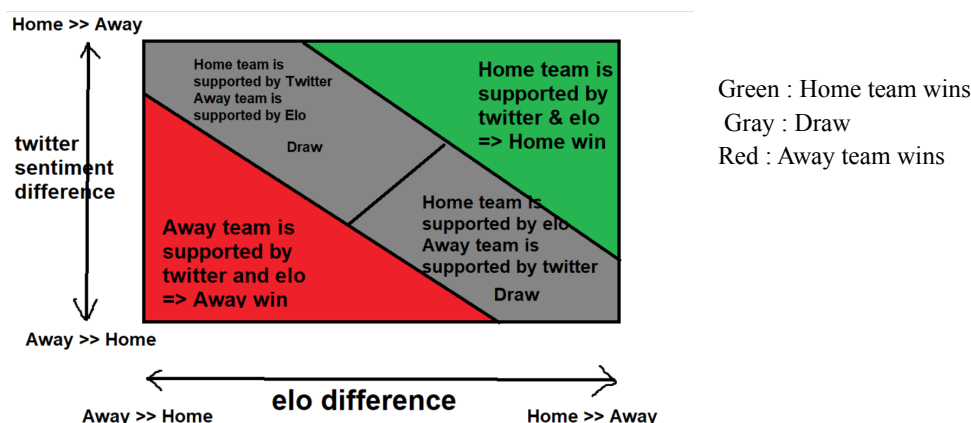 Home >> Away
Home team is
supported by Twitter
Away team is
supported by Elo
Draw
Home team is
supported by
twitter & elo
=> Home win
Green : Home team wins
Gray : Draw
Red : Away team wins
twitter
sentiment
difference
Away team is
supported by
twitter and elo
=> Away win
Home team is
supported by elo
Away team is
supported by twitter
Draw
Away >> Home
elo difference
Away >> Home
Home >> Away